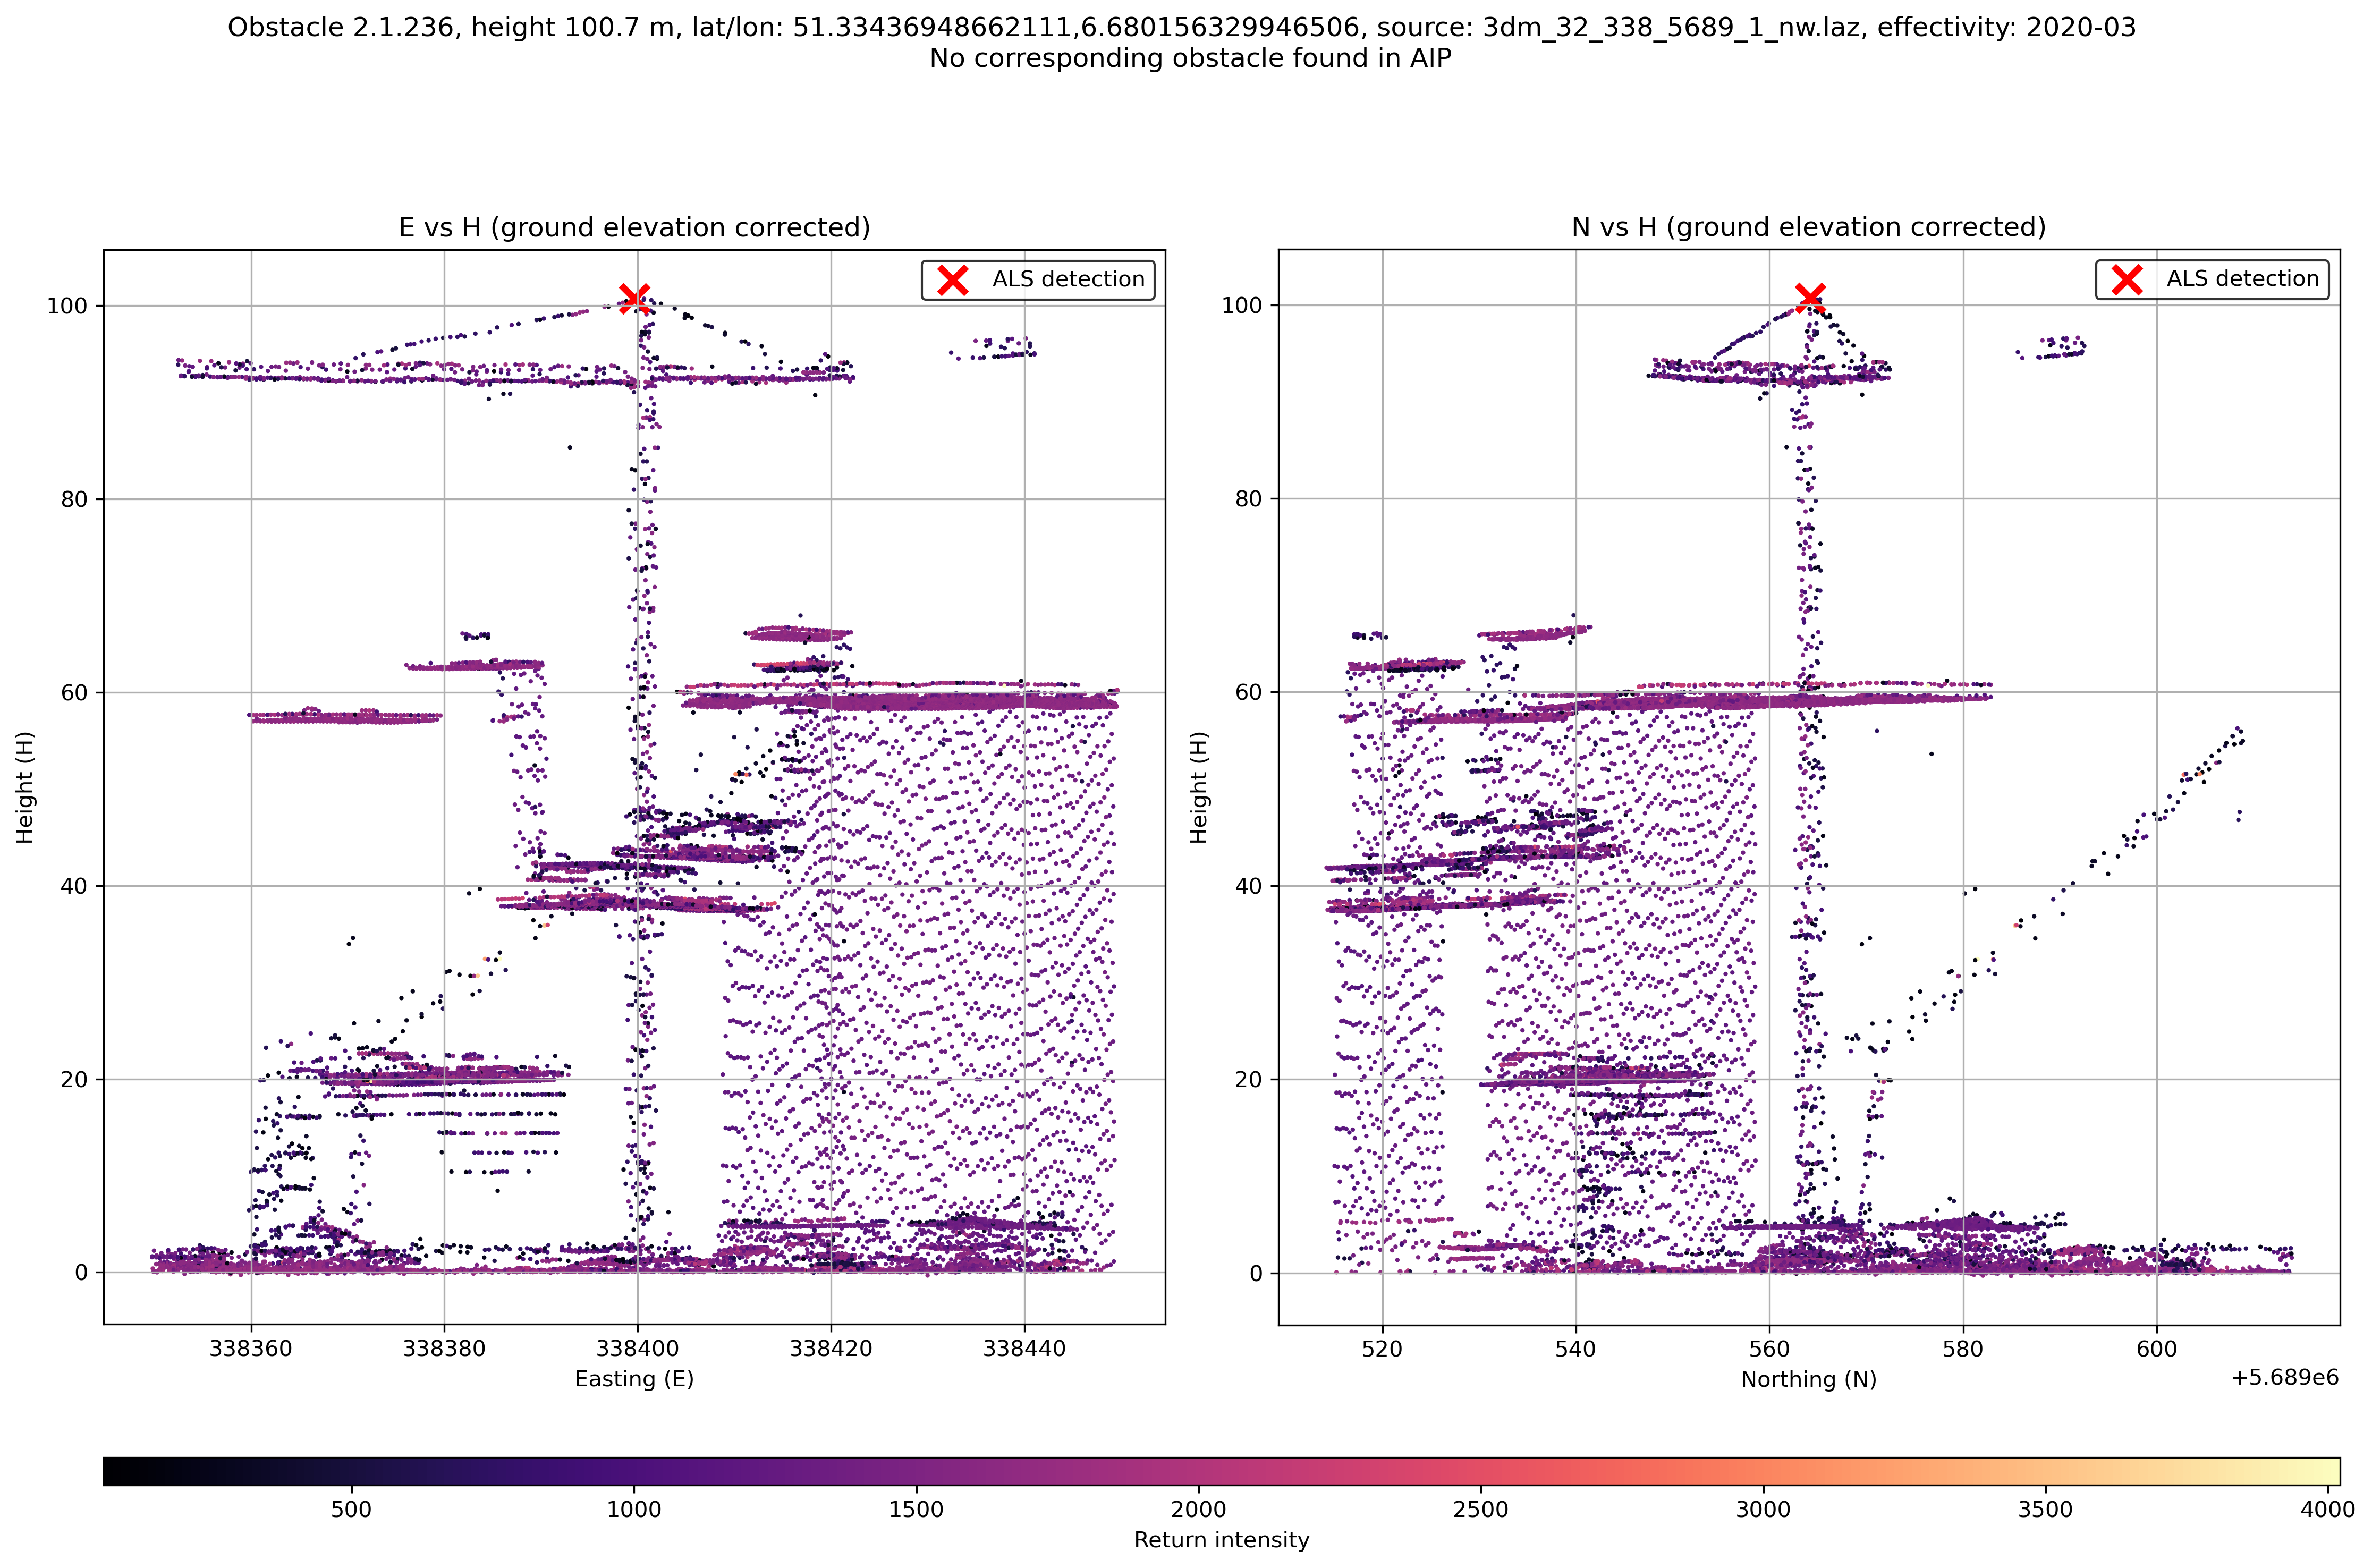 Obstacle 2.1.236, height 100.7 m, lat/lon: 51.33436948662111,6.680156329946506, source: 3dm_32_338_5689_1_nw.laz, effectivity: 2020-03
No corresponding obstacle found in AIP
E vs H (ground elevation corrected)
ALS detection
100
80
60
40
20
0
Height (H)
338360
338380
338400
338420
338440
Easting (E)
N vs H (ground elevation corrected)
ALS detection
100
80
60
40
20
0
Height (H)
520
540
560
580
600
Northing (N)
+5.689e6
500
1000
1500
2000
2500
3000
3500
4000
Return intensity